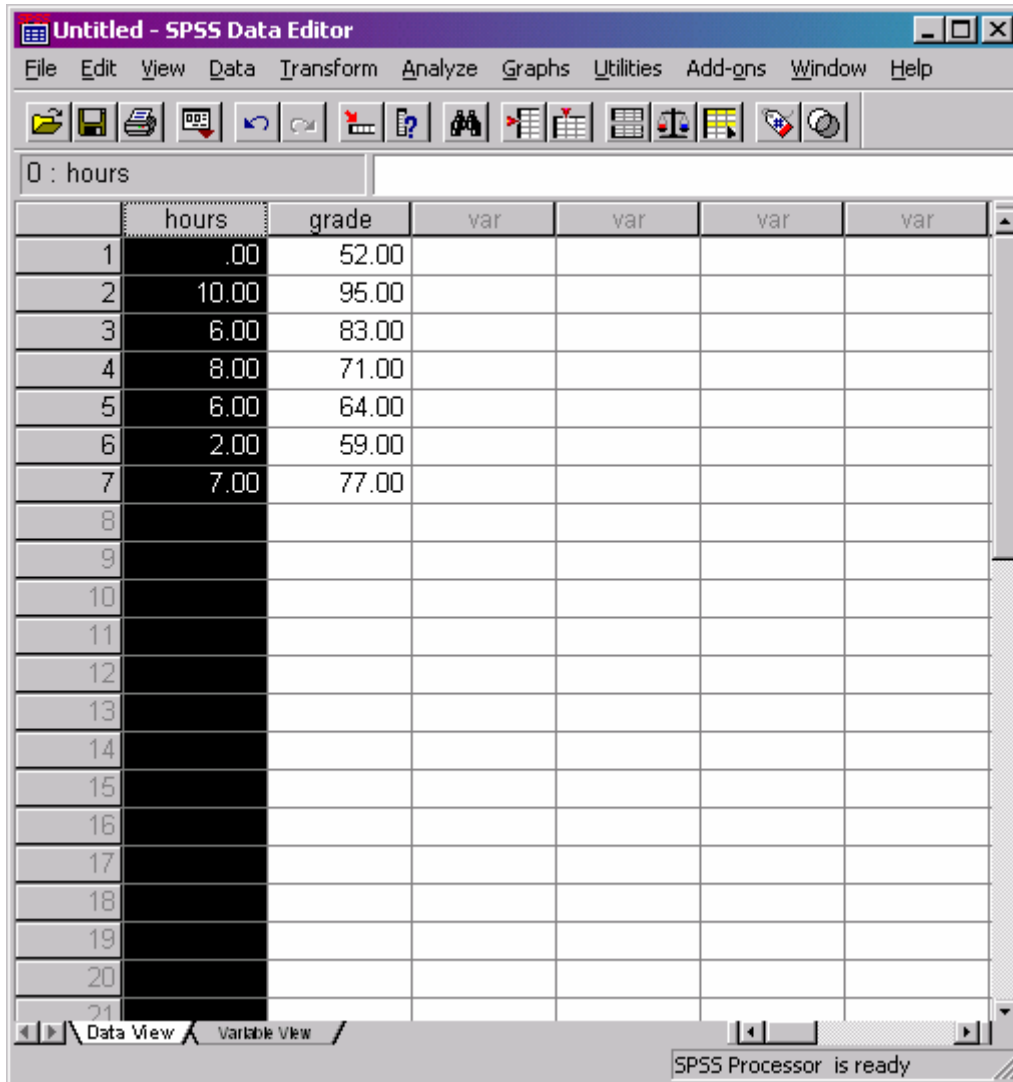 Untitled - SPSS Data Editor
File Edit View Data Transform Analyze Graphs Utilities Add-ons Window Help
0 : hours
hours grade var var var var
1 .00 52.00
2 10.00 95.00
3 6.00 83.00
4 8.00 71.00
5 6.00 64.00
6 2.00 59.00
7 7.00 77.00
8
9
10
11
12
13
14
15
16
17
18
19
20
21
Data View Variable View
SPSS Processor is ready